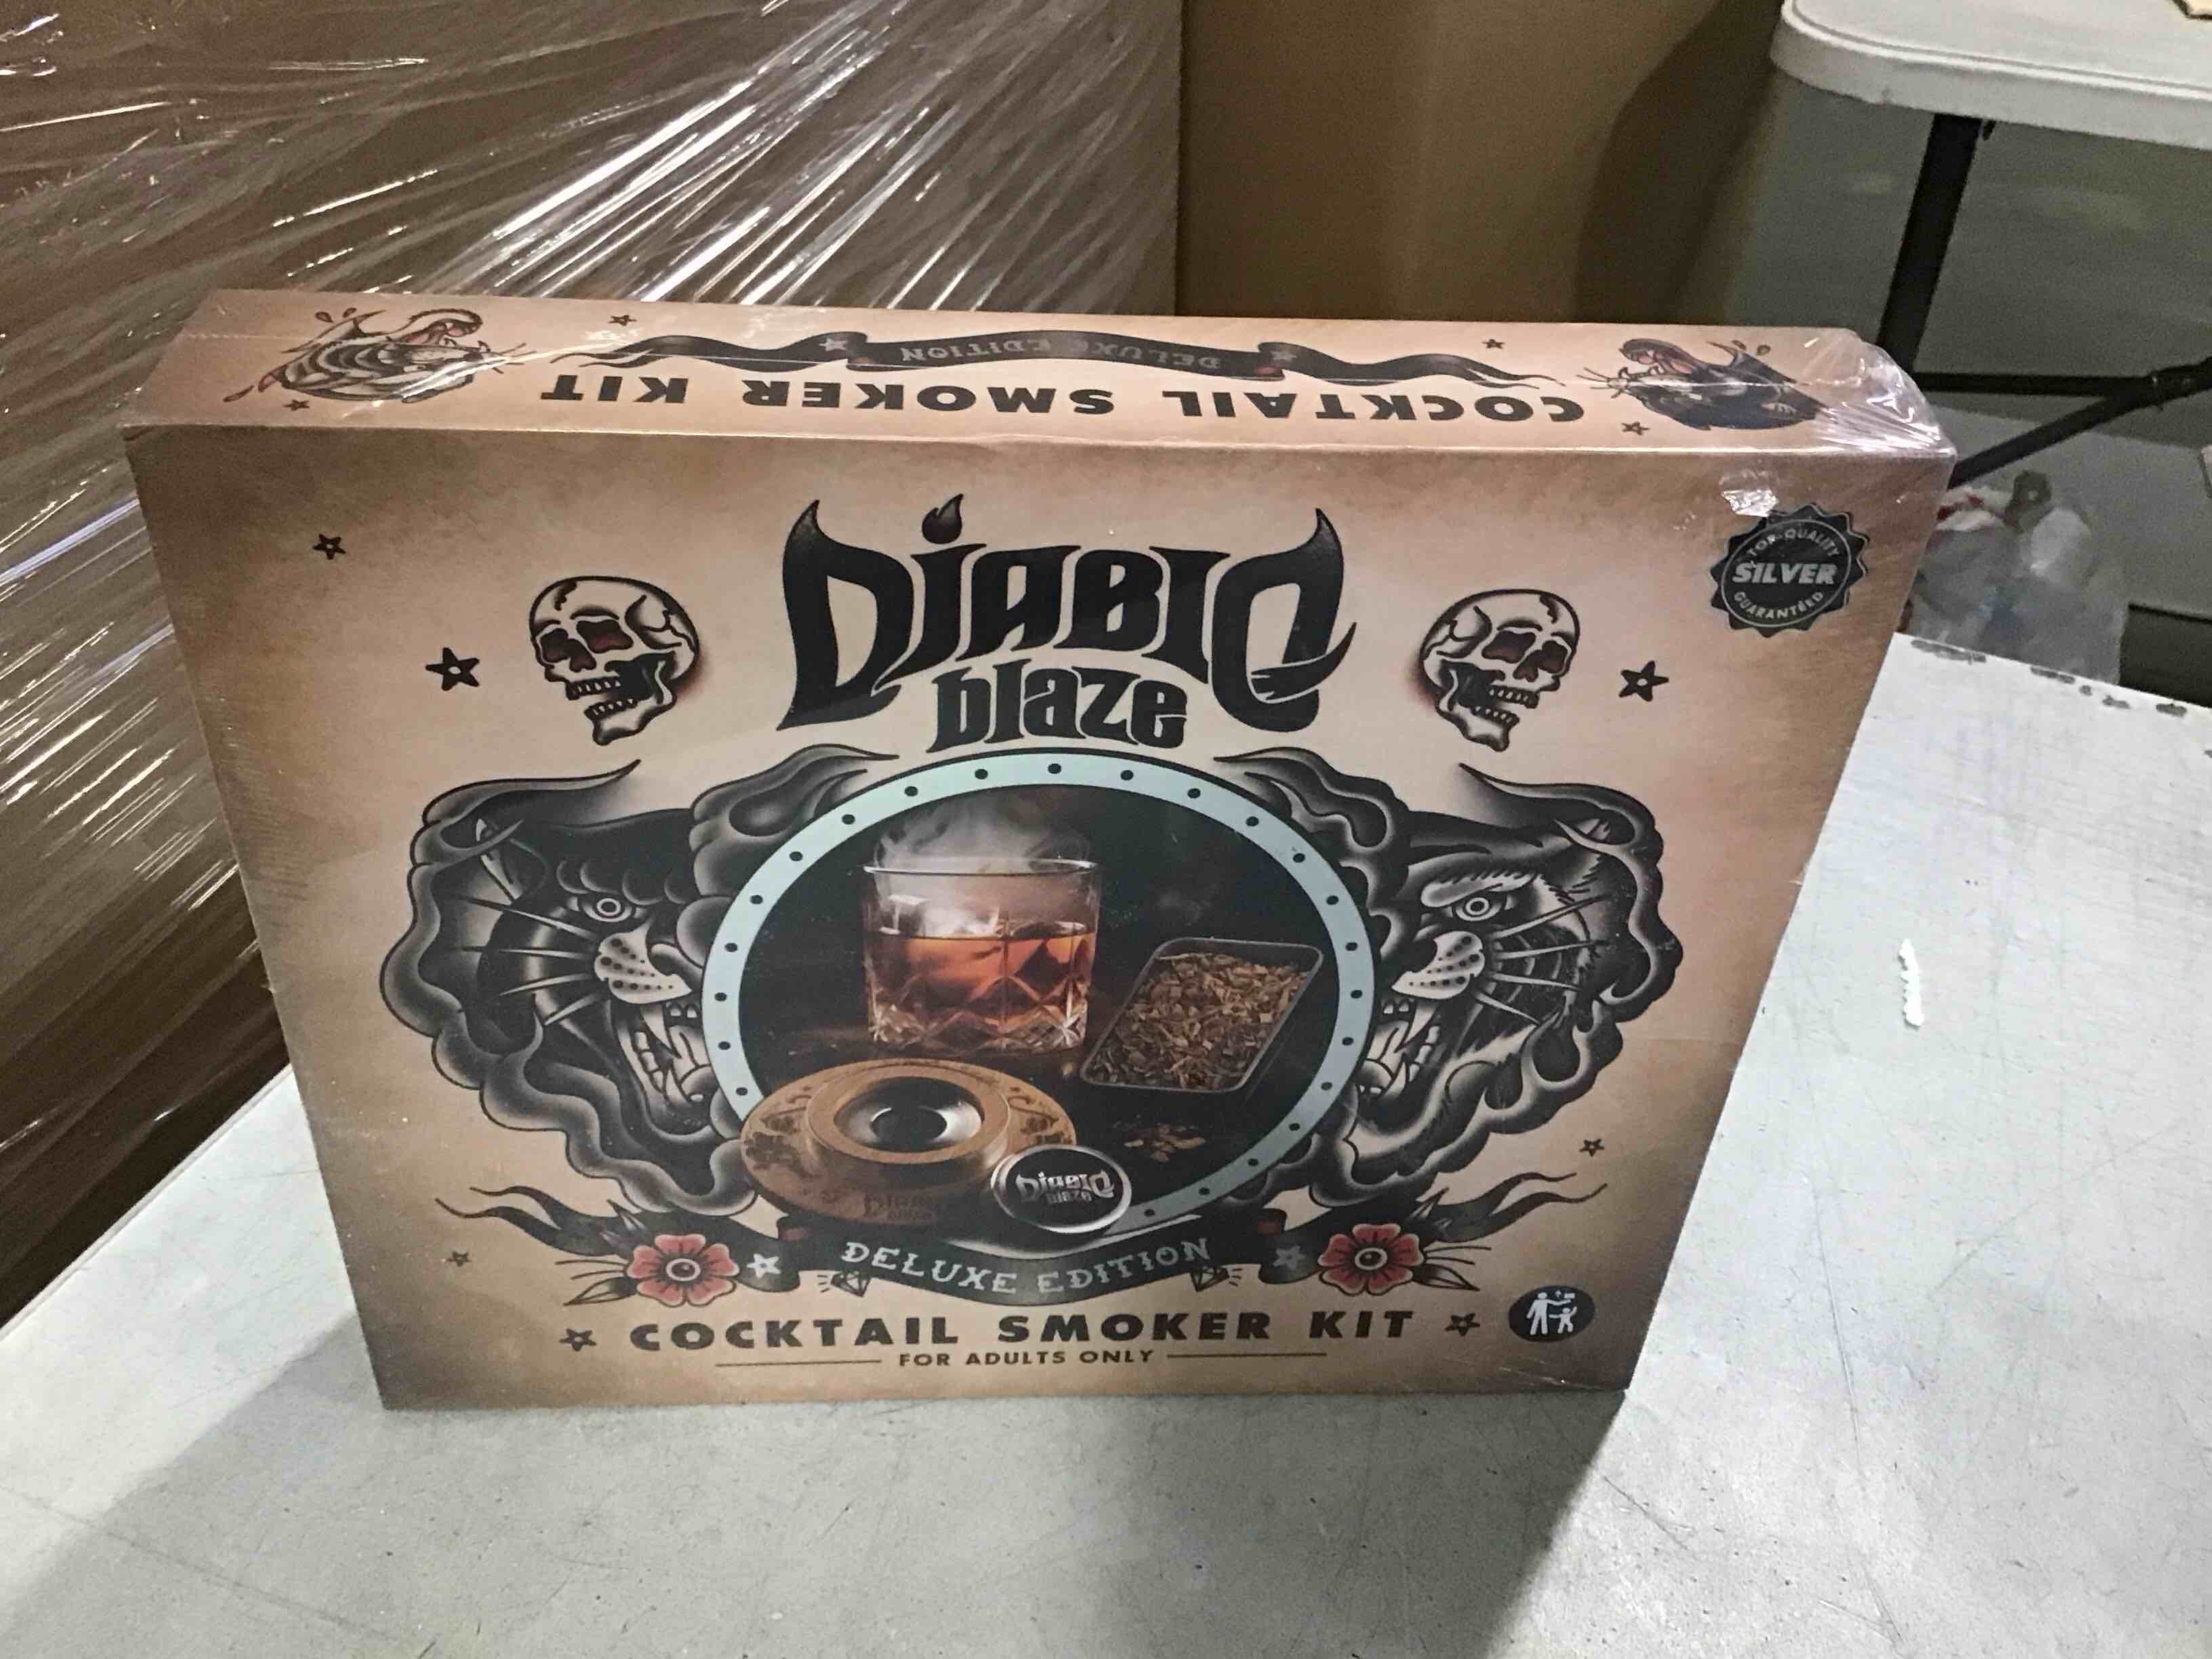 DELUXE EDITION
COCKTAIL SMOKER KIT
DIABLO
blaze
TOP-QUALITY
SILVER
GUARANTEED
DIABLO
blaze
DELUXE EDITION
COCKTAIL SMOKER KIT
FOR ADULTS ONLY